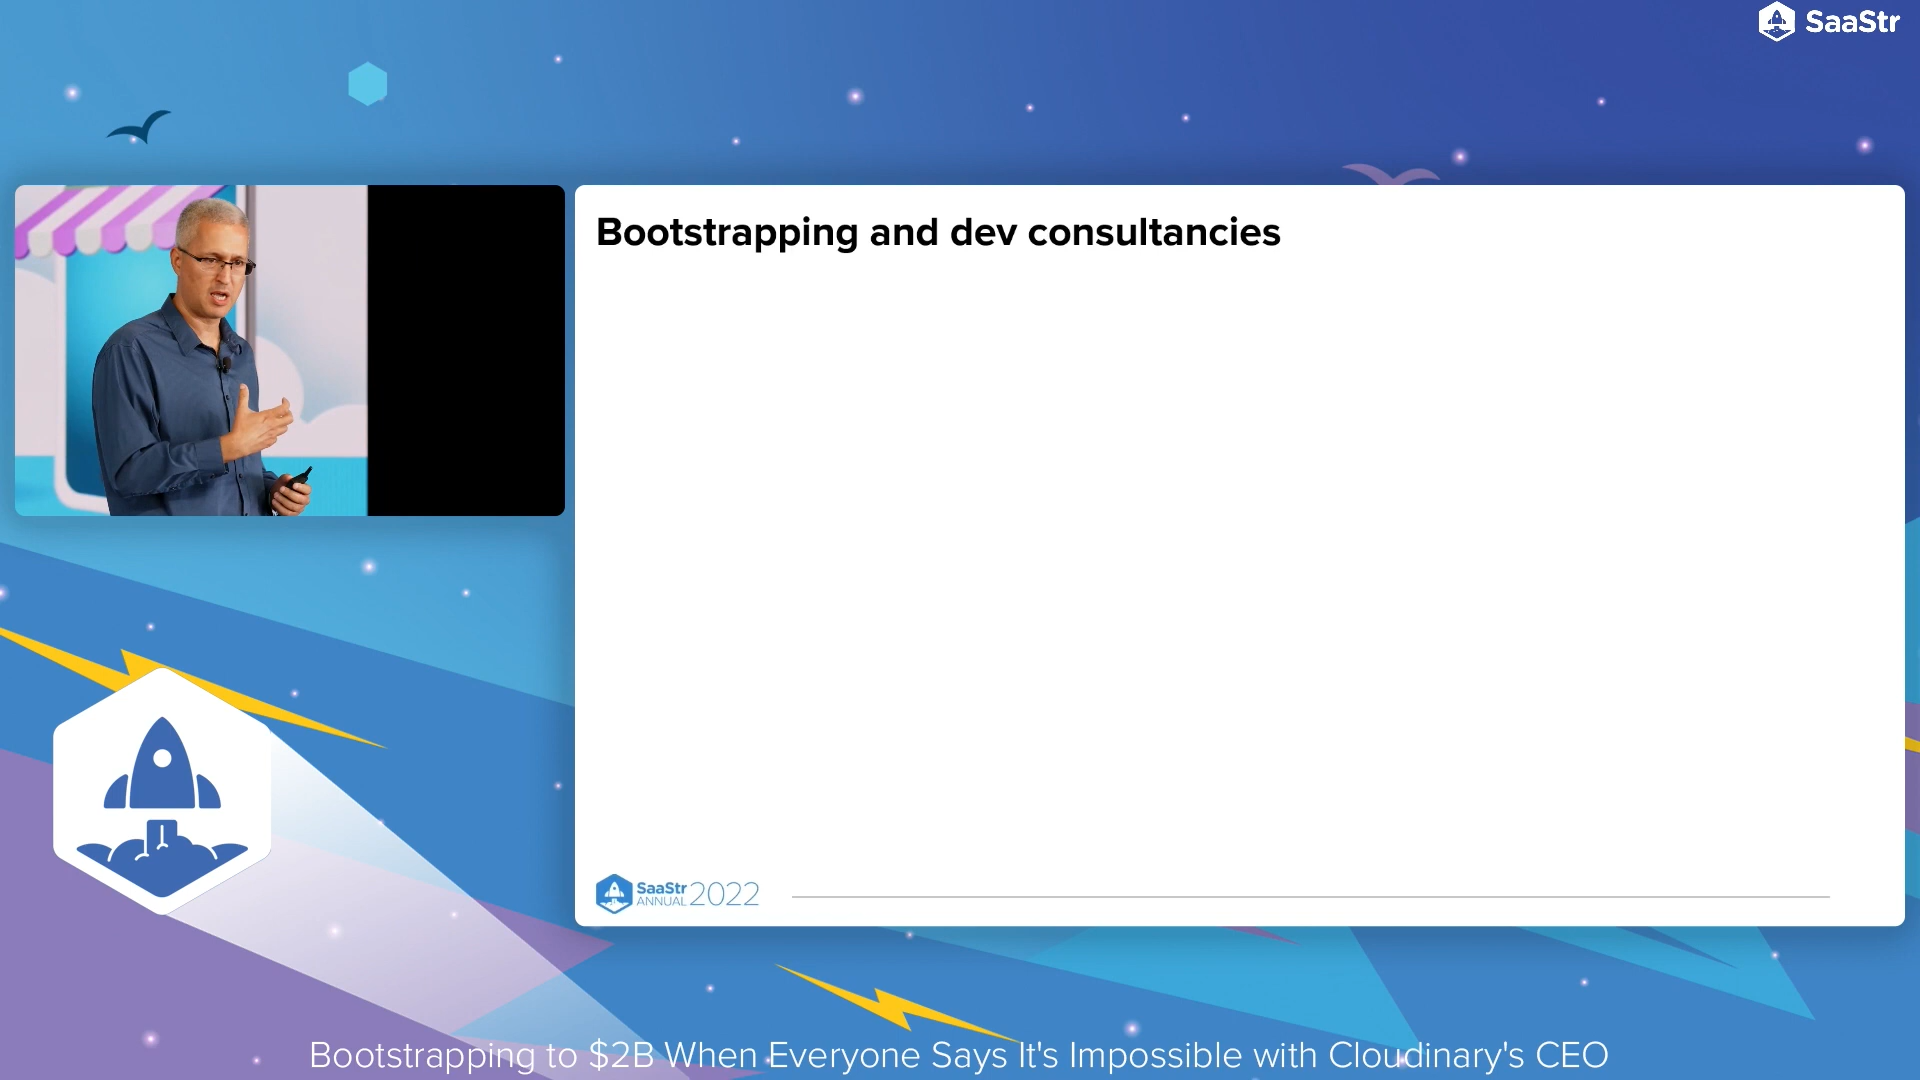 SaaStr
Bootstrapping and dev consultancies
SaaStr
ANNUAL 2022
Bootstrapping to $2B When Everyone Says It's Impossible with Cloudinary's CEO